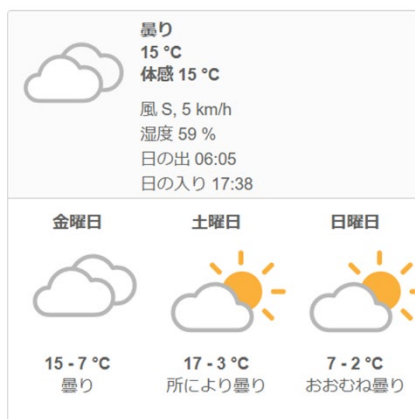 曇り
15 °C
体感 15 °C
風 S, 5 km/h
湿度 59 %
日の出 06:05
日の入り 17:38
金曜日 土曜日 日曜日
15 - 7 °C 17 - 3 °C 7 - 2 °C
曇り 所により曇り おおむね曇り